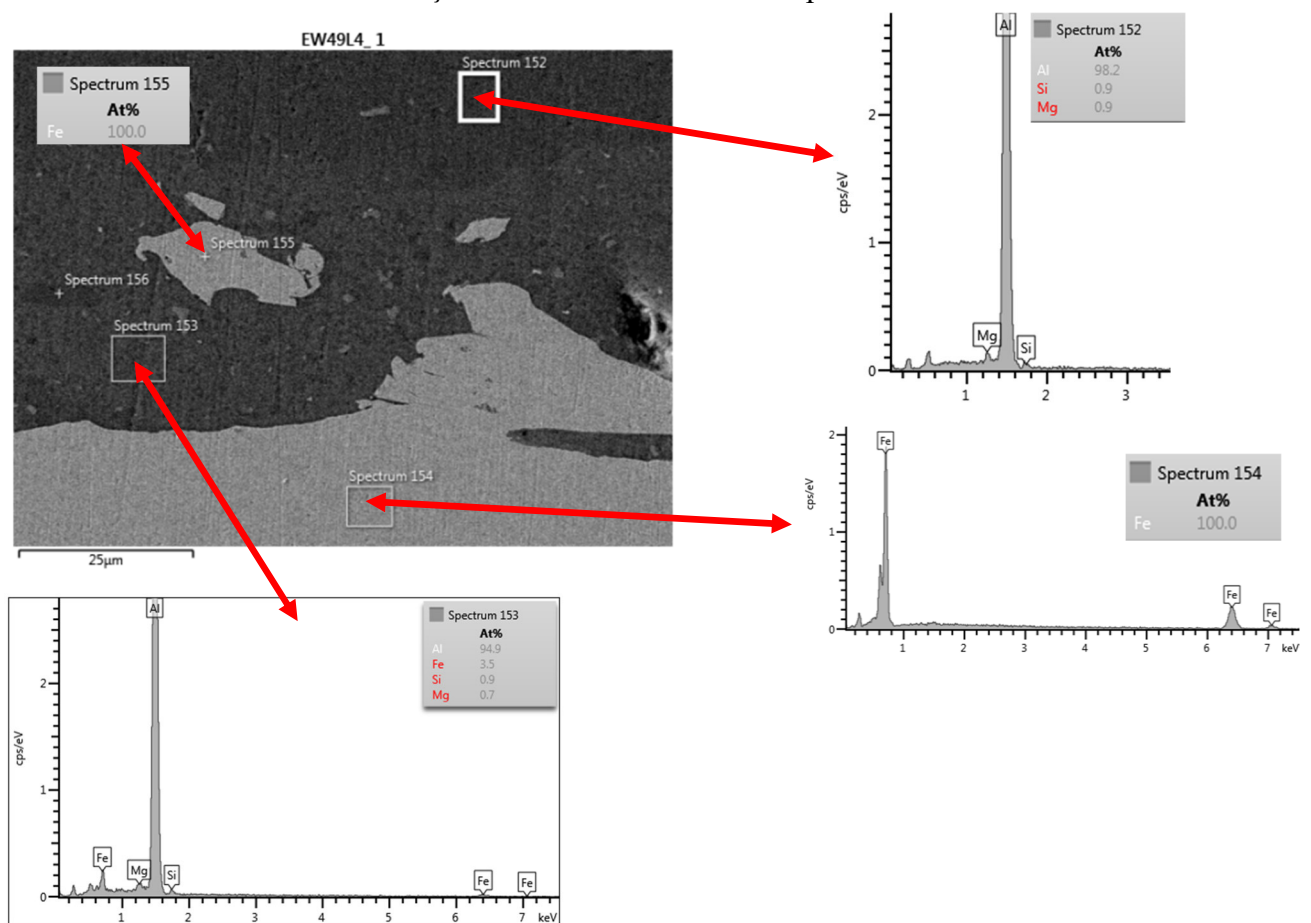 EW49L4_ 1
Spectrum 155
At%
Fe 100.0
Spectrum 152
Spectrum 155
Spectrum 156
Spectrum 153
Spectrum 154
25μm
Al
Spectrum 152
At%
Al 98.2
Si 0.9
Mg 0.9
cps/eV
2
1
0
Mg
Si
1 2 3
Fe
Spectrum 154
At%
Fe 100.0
cps/eV
2
1
0
Fe
Fe
1 2 3 4 5 6 7 keV
Al
Spectrum 153
At%
Al 94.9
Fe 3.5
Si 0.9
Mg 0.7
cps/eV
2
1
0
Fe
Mg
Si
Fe
Fe
1 2 3 4 5 6 7 keV